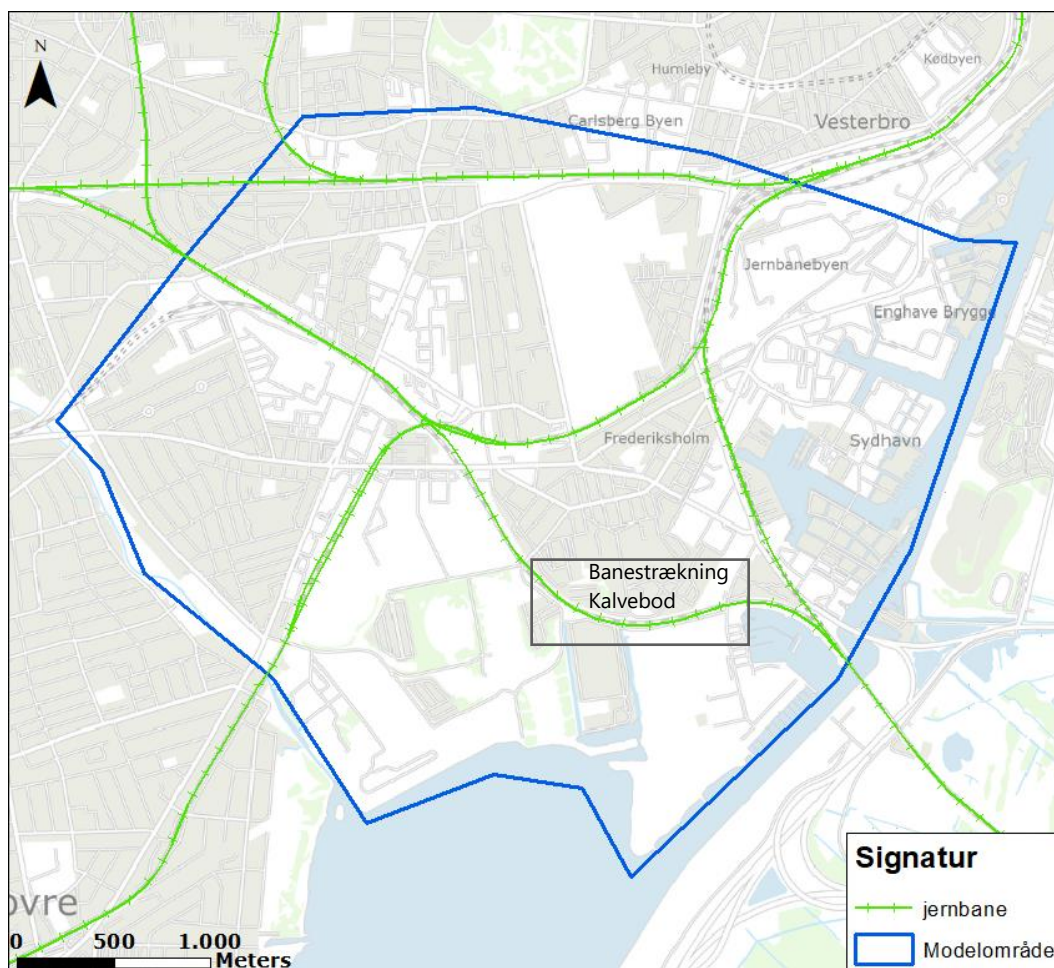 N
Humleby
Kødbyen
Carlsberg Byen
Vesterbro
Jernbanebyen
Enghave Brygge
Frederiksholm
Sydhavn
Banestrækning
Kalvebod
ovre
0 500 1.000
Meters
Signatur
jernbane
Modelområde